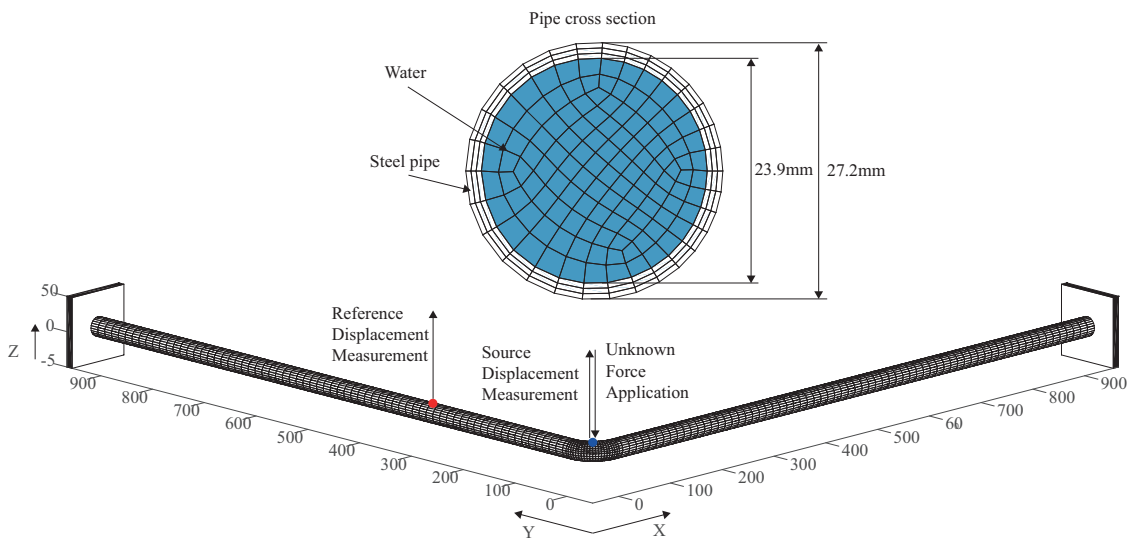 Pipe cross section
Water
Steel pipe
23.9mm
27.2mm
Reference
Displacement
Measurement
Source
Displacement
Measurement
Unknown
Force
Application
50
0
-5
Z
900
800
700
600
500
400
300
200
100
0
Y
0
100
200
300
400
500
60
700
800
900
X